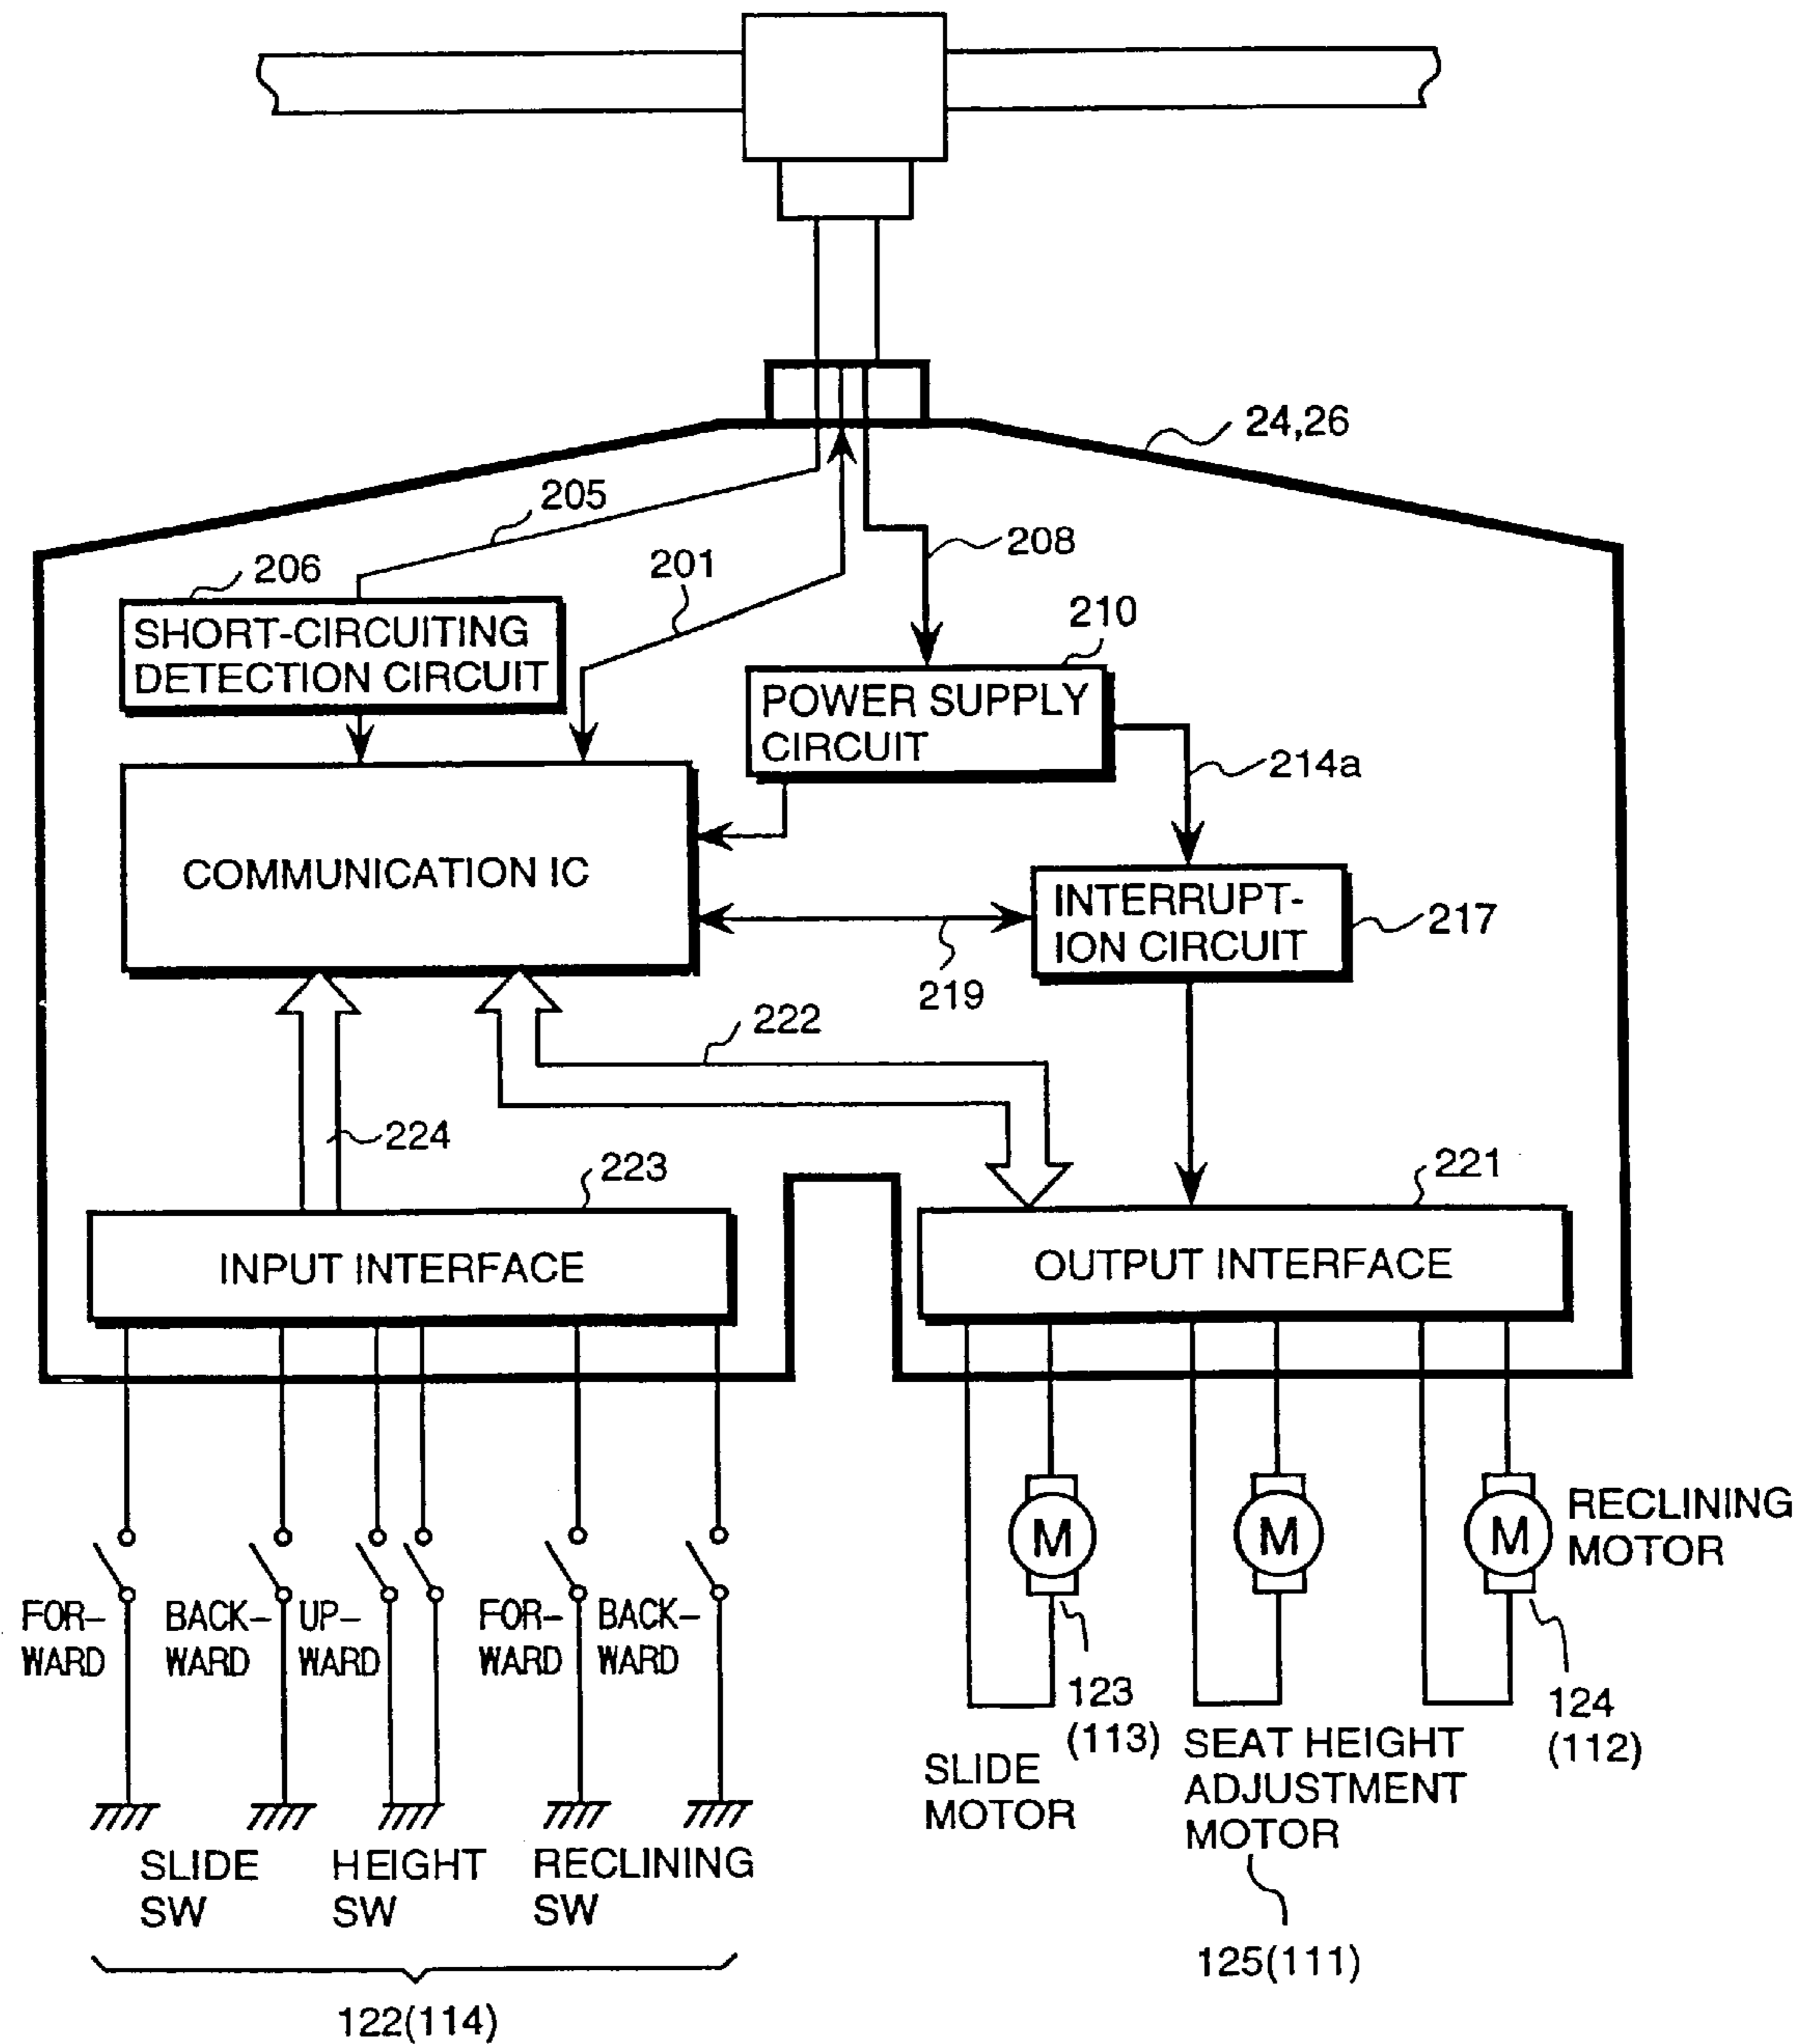 24,26
205
208
201
206
210
SHORT-CIRCUITING
DETECTION CIRCUIT
POWER SUPPLY
CIRCUIT
214a
COMMUNICATION IC
INTERRUPT-
ION CIRCUIT
217
219
222
224
223
221
INPUT INTERFACE
OUTPUT INTERFACE
M
M
M
RECLINING
MOTOR
FOR-
WARD
BACK-
WARD
UP-
WARD
FOR-
WARD
BACK-
WARD
123
(113)
124
(112)
SLIDE
MOTOR
SEAT HEIGHT
ADJUSTMENT
MOTOR
SLIDE
SW
HEIGHT
SW
RECLINING
SW
125(111)
122(114)